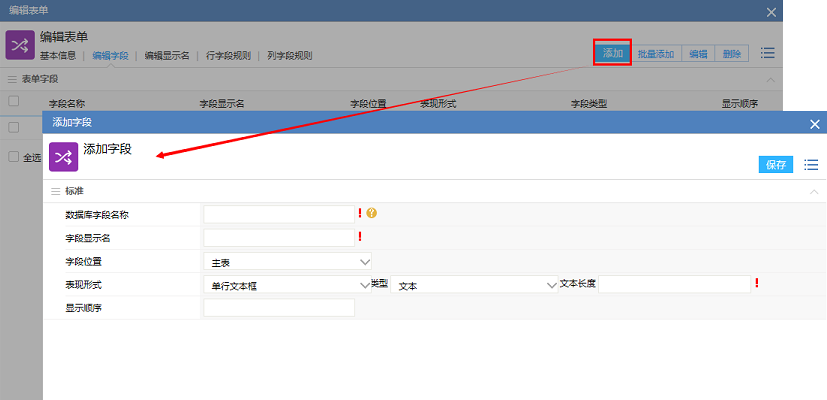 编辑表单
编辑表单
基本信息 编辑字段 编辑显示名 行字段规则 列字段规则 添加 批量添加 编辑 删除
表单字段
字段名称 字段显示名 字段位置 表现形式 字段类型 显示顺序
全选
添加字段
添加字段
保存
标准
数据库字段名称 ! ?
字段显示名 !
字段位置 主表
表现形式 单行文本框 类型 文本 文本长度 !
显示顺序